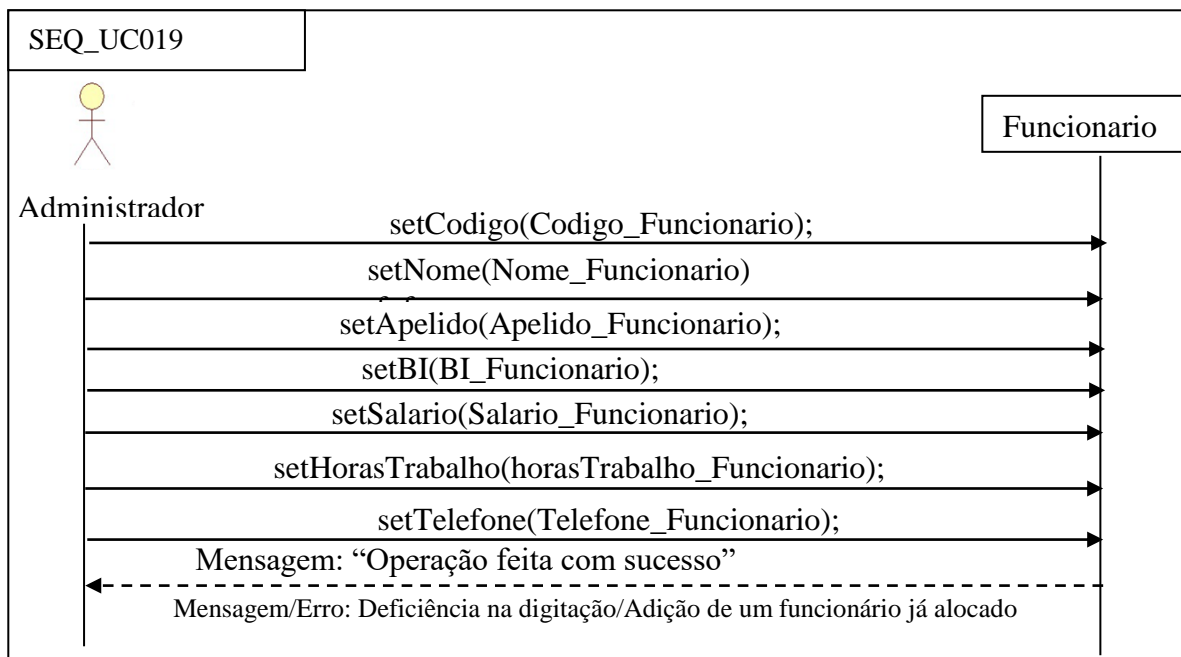 SEQ_UC019
Funcionario
Administrador
setCodigo(Codigo_Funcionario);
setNome(Nome_Funcionario)
setApelido(Apelido_Funcionario);
setBI(BI_Funcionario);
setSalario(Salario_Funcionario);
setHorasTrabalho(horasTrabalho_Funcionario);
setTelefone(Telefone_Funcionario);
Mensagem: “Operação feita com sucesso”
Mensagem/Erro: Deficiência na digitação/Adição de um funcionário já alocado